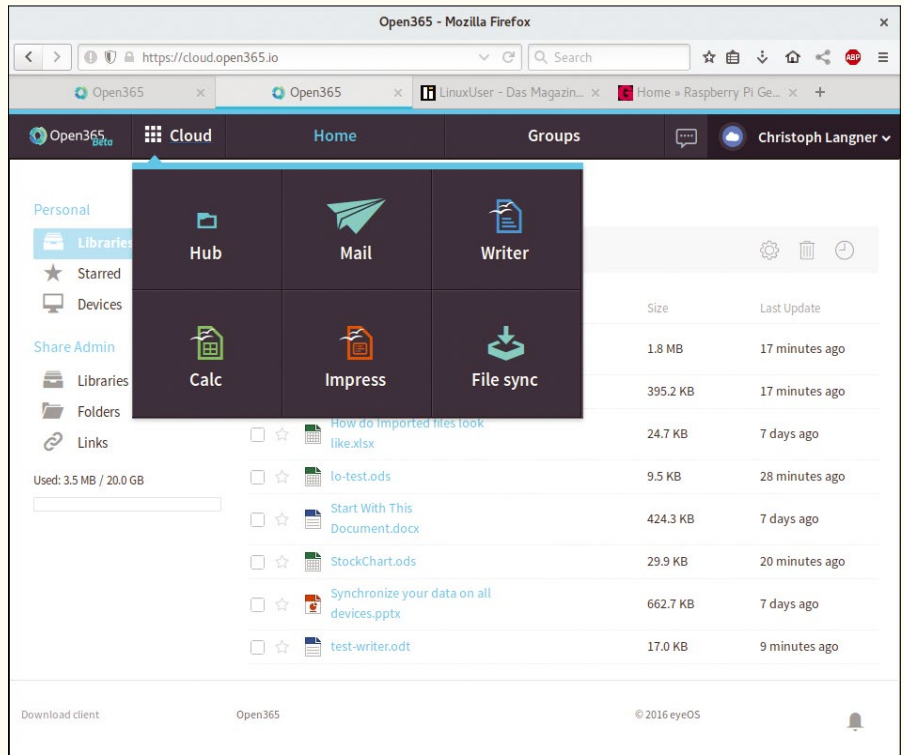 Open365 - Mozilla Firefox
https://cloud.open365.io
Search
ABP
Open365
Open365
LinuxUser - Das Magazin...
Home » Raspberry Pi Ge...
Open365
Beta
Cloud
Home
Groups
Christoph Langner
Hub
Mail
Writer
Calc
Impress
File sync
Personal
Libraries
Starred
Devices
Share Admin
Libraries
Folders
Links
Used: 3.5 MB / 20.0 GB
Size
Last Update
1.8 MB
17 minutes ago
395.2 KB
17 minutes ago
How do Imported files look
like.xlsx
24.7 KB
7 days ago
lo-test.ods
9.5 KB
28 minutes ago
Start With This
Document.docx
424.3 KB
7 days ago
StockChart.ods
29.9 KB
20 minutes ago
Synchronize your data on all
devices.pptx
662.7 KB
7 days ago
test-writer.odt
17.0 KB
9 minutes ago
Download client
Open365
© 2016 eyeOS